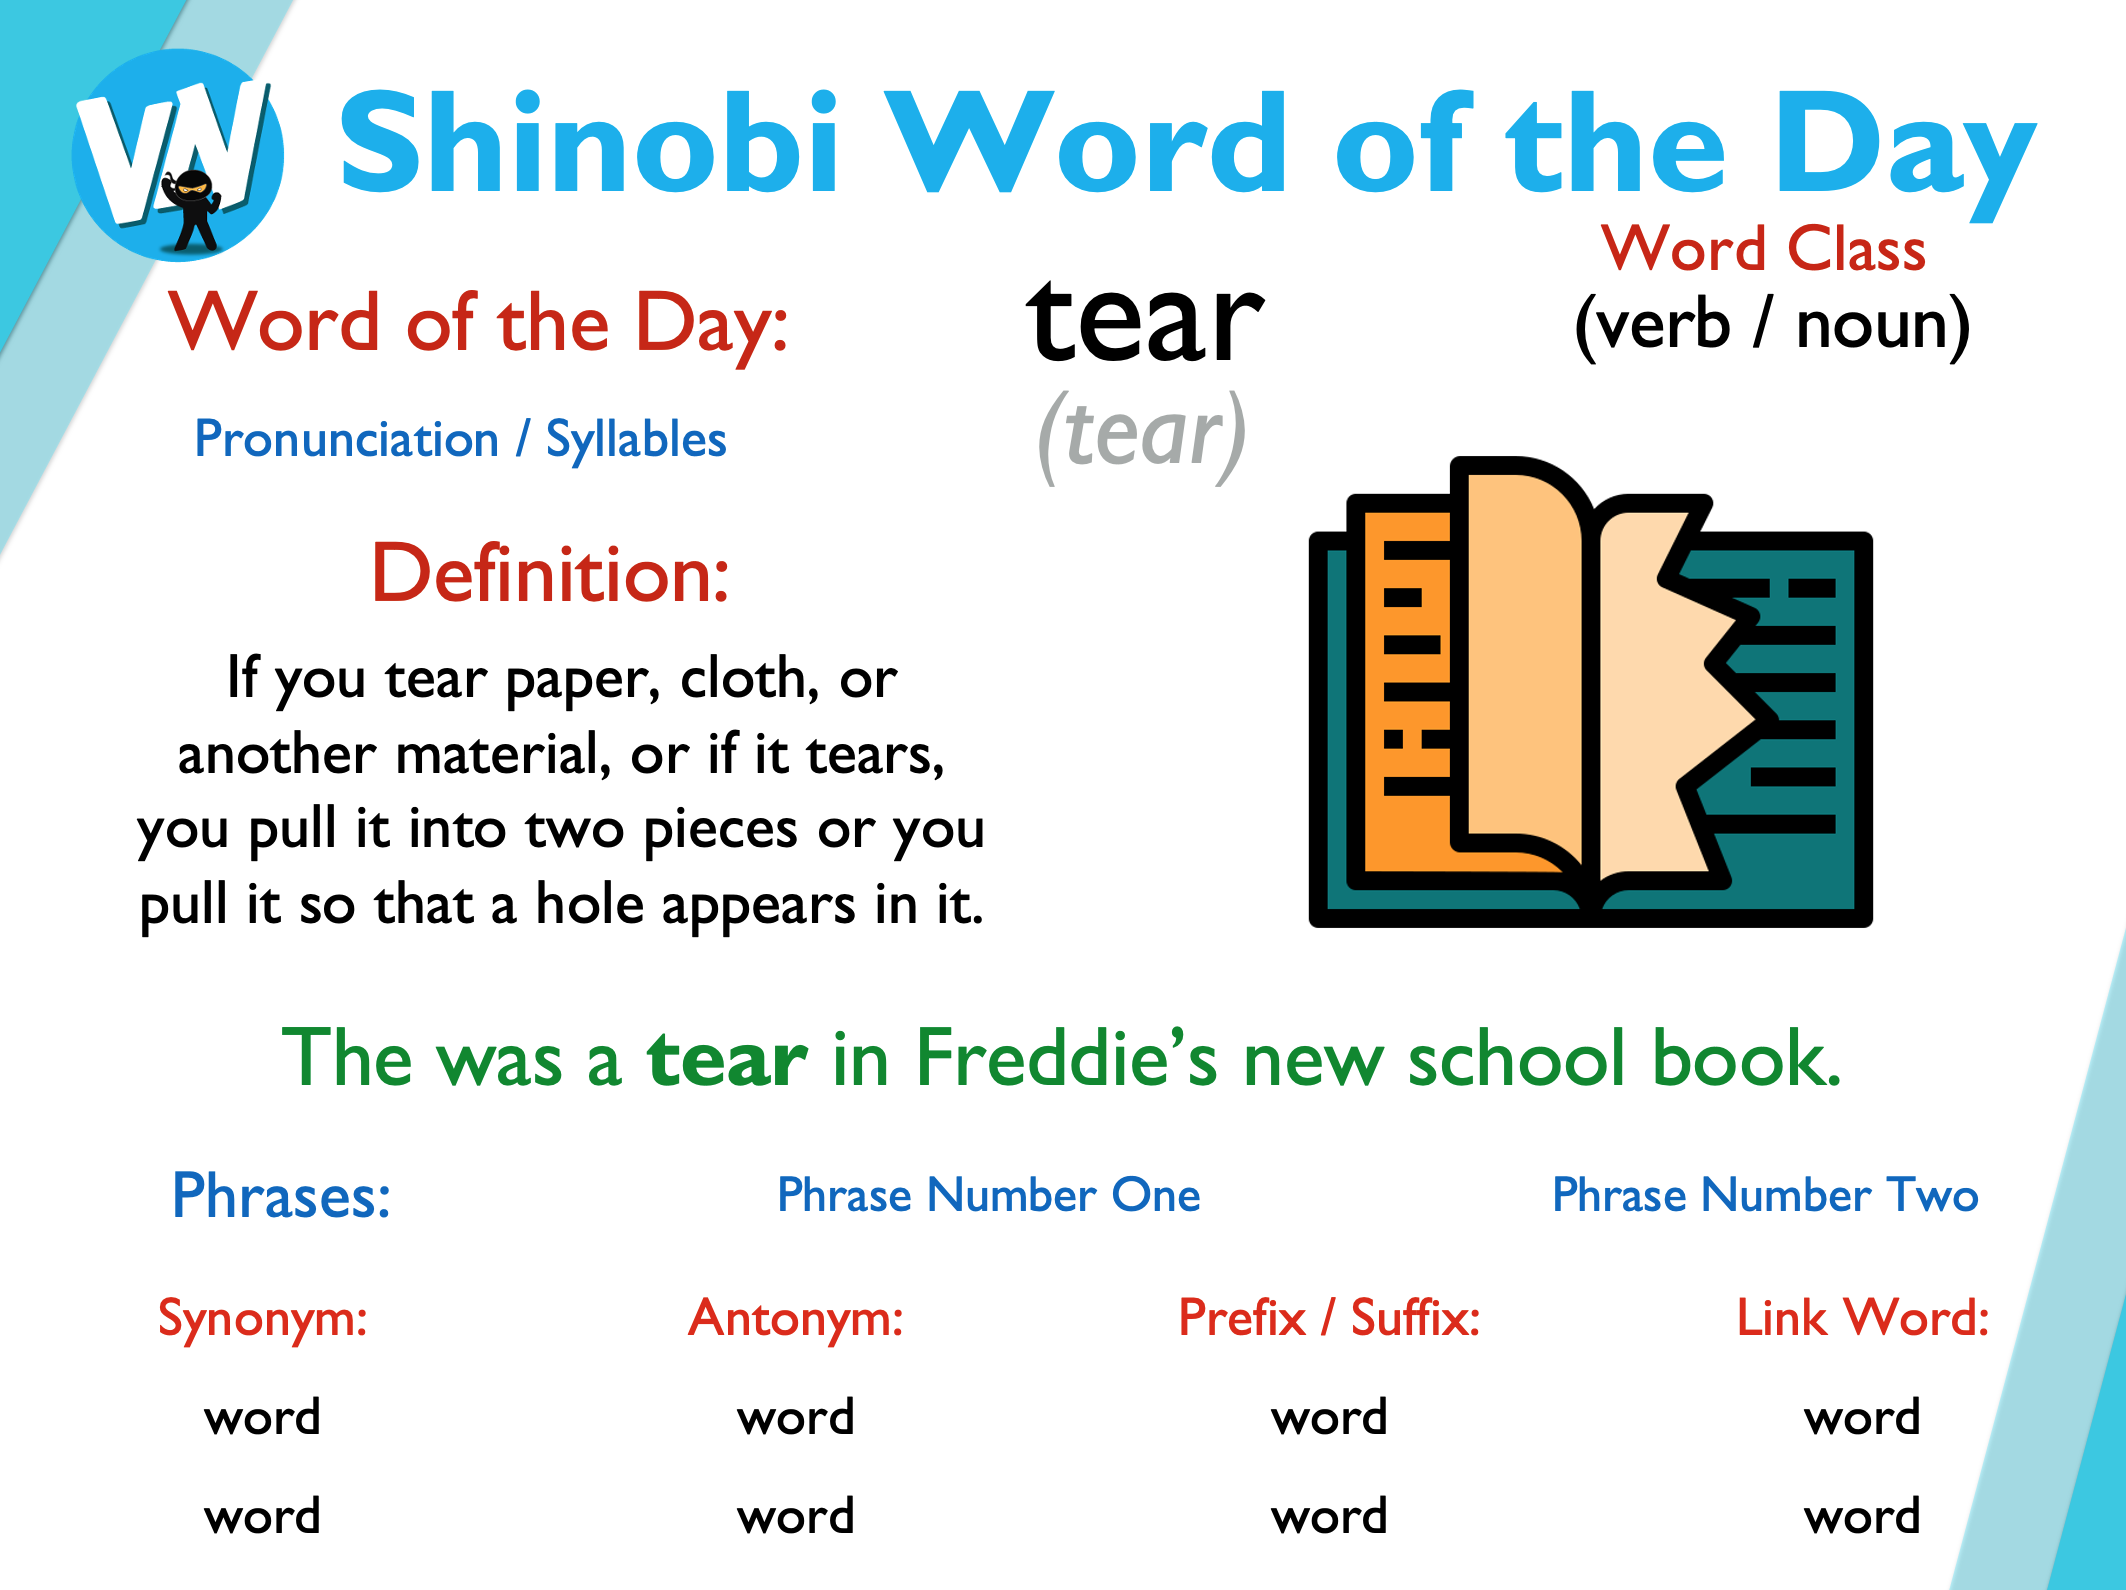 VN
Shinobi Word of the Day
Word Class
Word of the Day:
tear
(verb / noun)
Pronunciation / Syllables
(tear)
Definition:
If you tear paper, cloth, or
another material, or if it tears,
you pull it into two pieces or you
pull it so that a hole appears in it.
The was a tear in Freddie’s new school book.
Phrases:
Phrase Number One
Phrase Number Two
Synonym:
Antonym:
Prefix / Suffix:
Link Word:
word
word
word
word
word
word
word
word